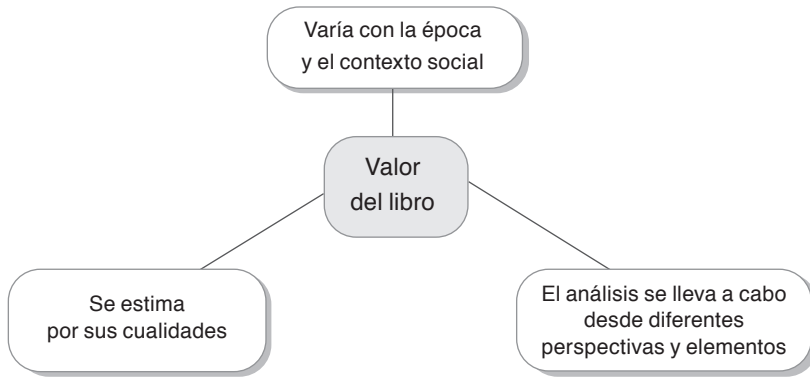 Varía con la época
y el contexto social
Valor
del libro
Se estima
por sus cualidades
El análisis se lleva a cabo
desde diferentes
perspectivas y elementos